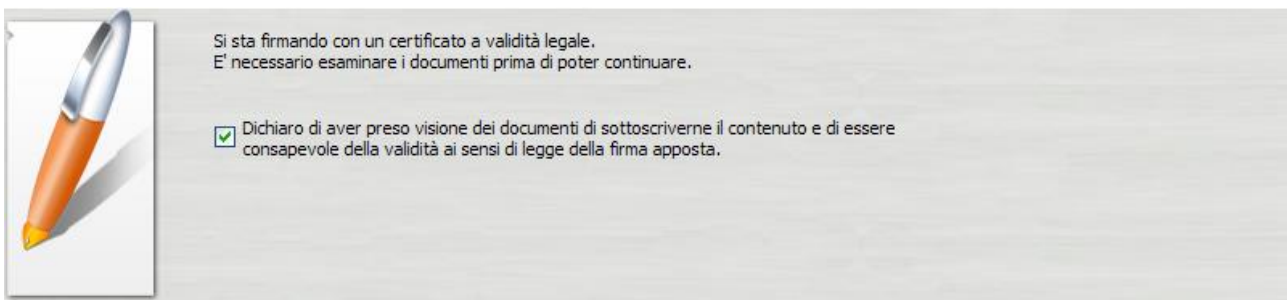 Si sta firmando con un certificato a validità legale.
E' necessario esaminare i documenti prima di poter continuare.
Dichiaro di aver preso visione dei documenti di sottoscriverne il contenuto e di essere
consapevole della validità ai sensi di legge della firma apposta.